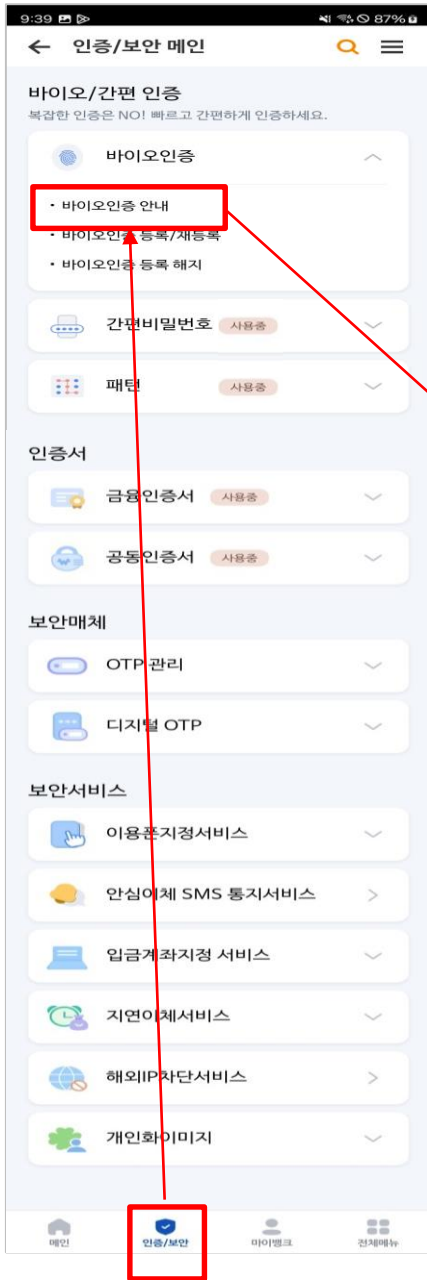 9:39
87%
인증/보안 메인
바이오/간편 인증
복잡한 인증은 NO! 빠르고 간편하게 인증하세요.
바이오인증
• 바이오인증 안내
• 바이오인증 등록/재등록
• 바이오인증 등록 해지
간편비밀번호 사용중
패턴 사용중
인증서
금융인증서 사용중
공동인증서 사용중
보안매체
OTP 관리
디지털 OTP
보안서비스
이용폰지정서비스
안심이체 SMS 통지서비스
입금계좌지정 서비스
지연이체서비스
해외IP차단서비스
개인화이미지
메인 인증/보안 마이뱅크 전체메뉴